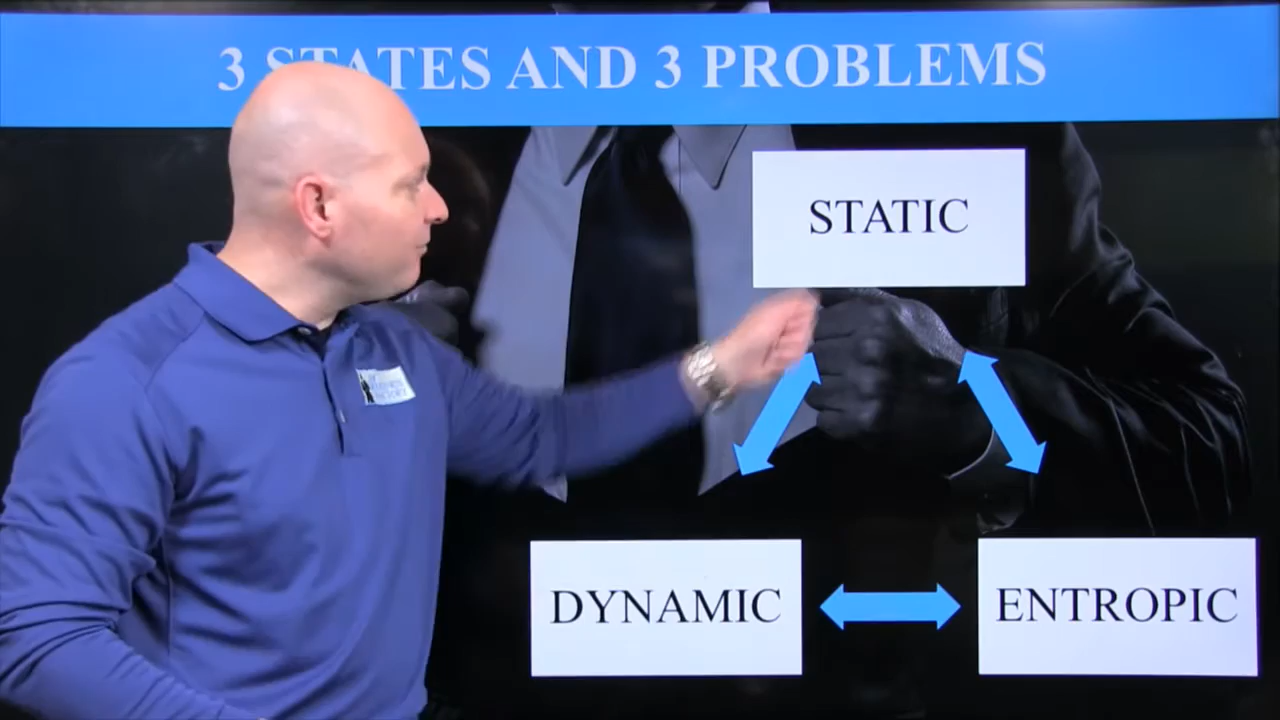 3 STATES AND 3 PROBLEMS
STATIC
DYNAMIC
ENTROPIC